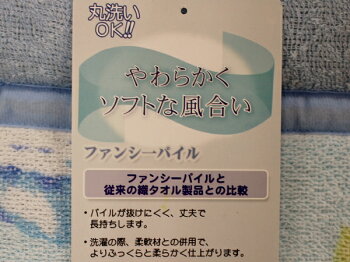 丸洗い
OK!!
やわらかく
ソフトな風合い
ファンシーパイル
ファンシーパイルと
従来の織タオル製品との比較
・パイルが抜けにくく、丈夫で
長持ちします。
・洗濯の際、柔軟材との併用で、
よりふっくらと柔らかく仕上がります。